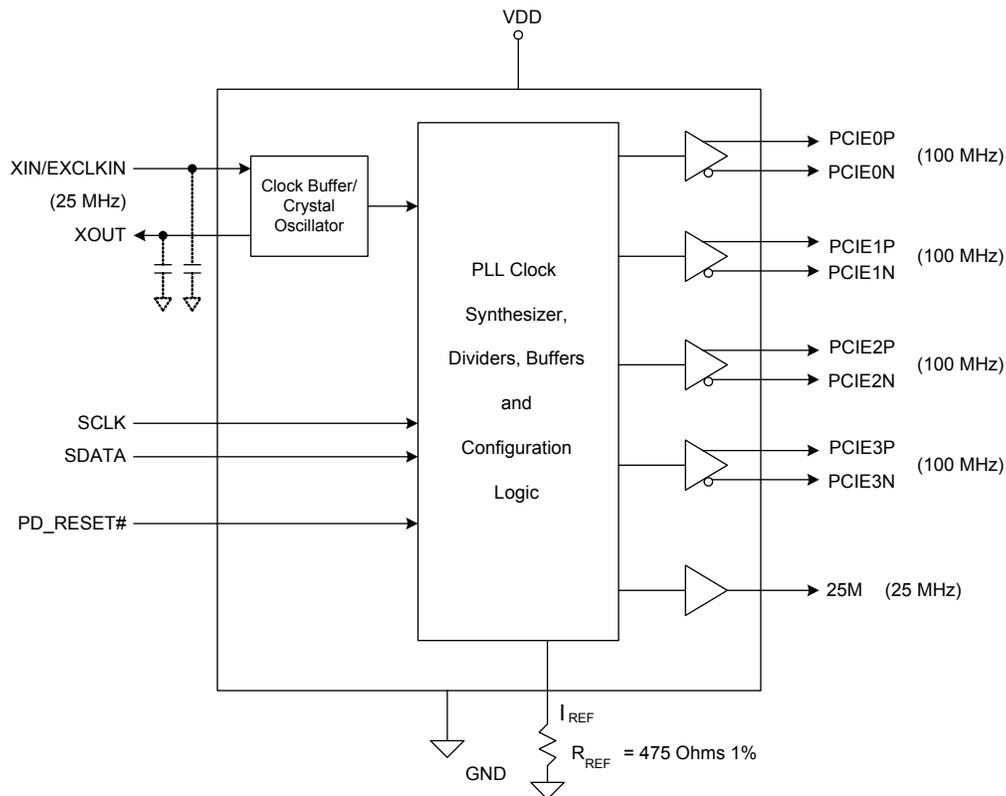 VDD
XIN/EXCLKIN
(25 MHz)
XOUT
Clock Buffer/
Crystal
Oscillator
SCLK
SDATA
PD_RESET#
PLL Clock
Synthesizer,
Dividers, Buffers
and
Configuration
Logic
PCIE0P
PCIE0N
(100 MHz)
PCIE1P
PCIE1N
(100 MHz)
PCIE2P
PCIE2N
(100 MHz)
PCIE3P
PCIE3N
(100 MHz)
25M (25 MHz)
IREF
RREF = 475 Ohms 1%
GND